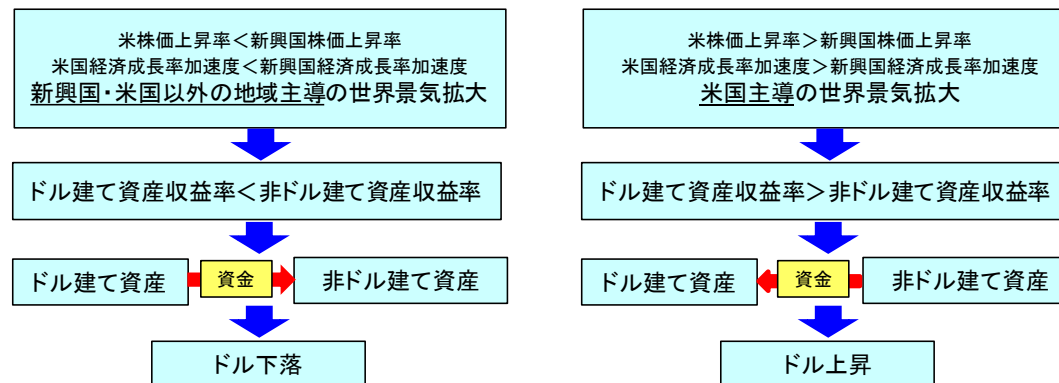 米株価上昇率＜新興国株価上昇率
米国経済成長率加速度＜新興国経済成長率加速度
新興国・米国以外の地域主導の世界景気拡大
ドル建て資産収益率＜非ドル建て資産収益率
ドル建て資産
資金
非ドル建て資産
ドル下落
米株価上昇率＞新興国株価上昇率
米国経済成長率加速度＞新興国経済成長率加速度
米国主導の世界景気拡大
ドル建て資産収益率＞非ドル建て資産収益率
ドル建て資産
資金
非ドル建て資産
ドル上昇